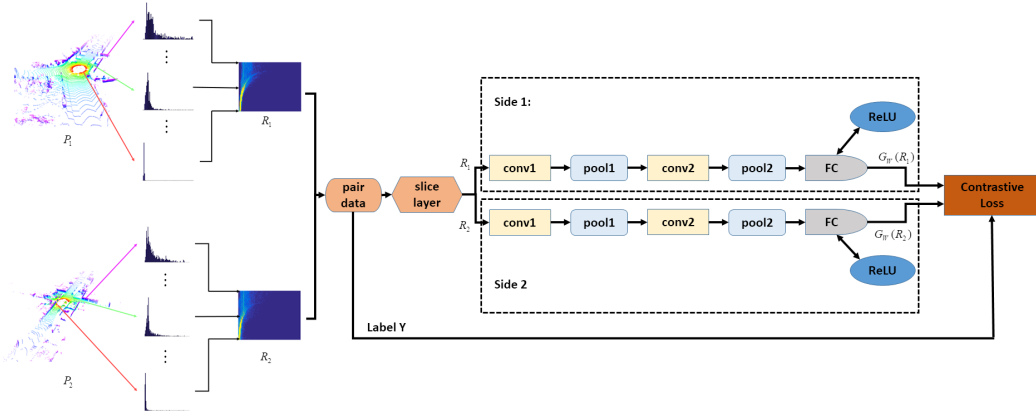 P1
R1
P2
R2
pair
data
slice
layer
Label Y
Side 1:
R1
conv1
pool1
conv2
pool2
FC
ReLU
GW(R1)
R2
conv1
pool1
conv2
pool2
FC
ReLU
GW(R2)
Side 2
Contrastive
Loss